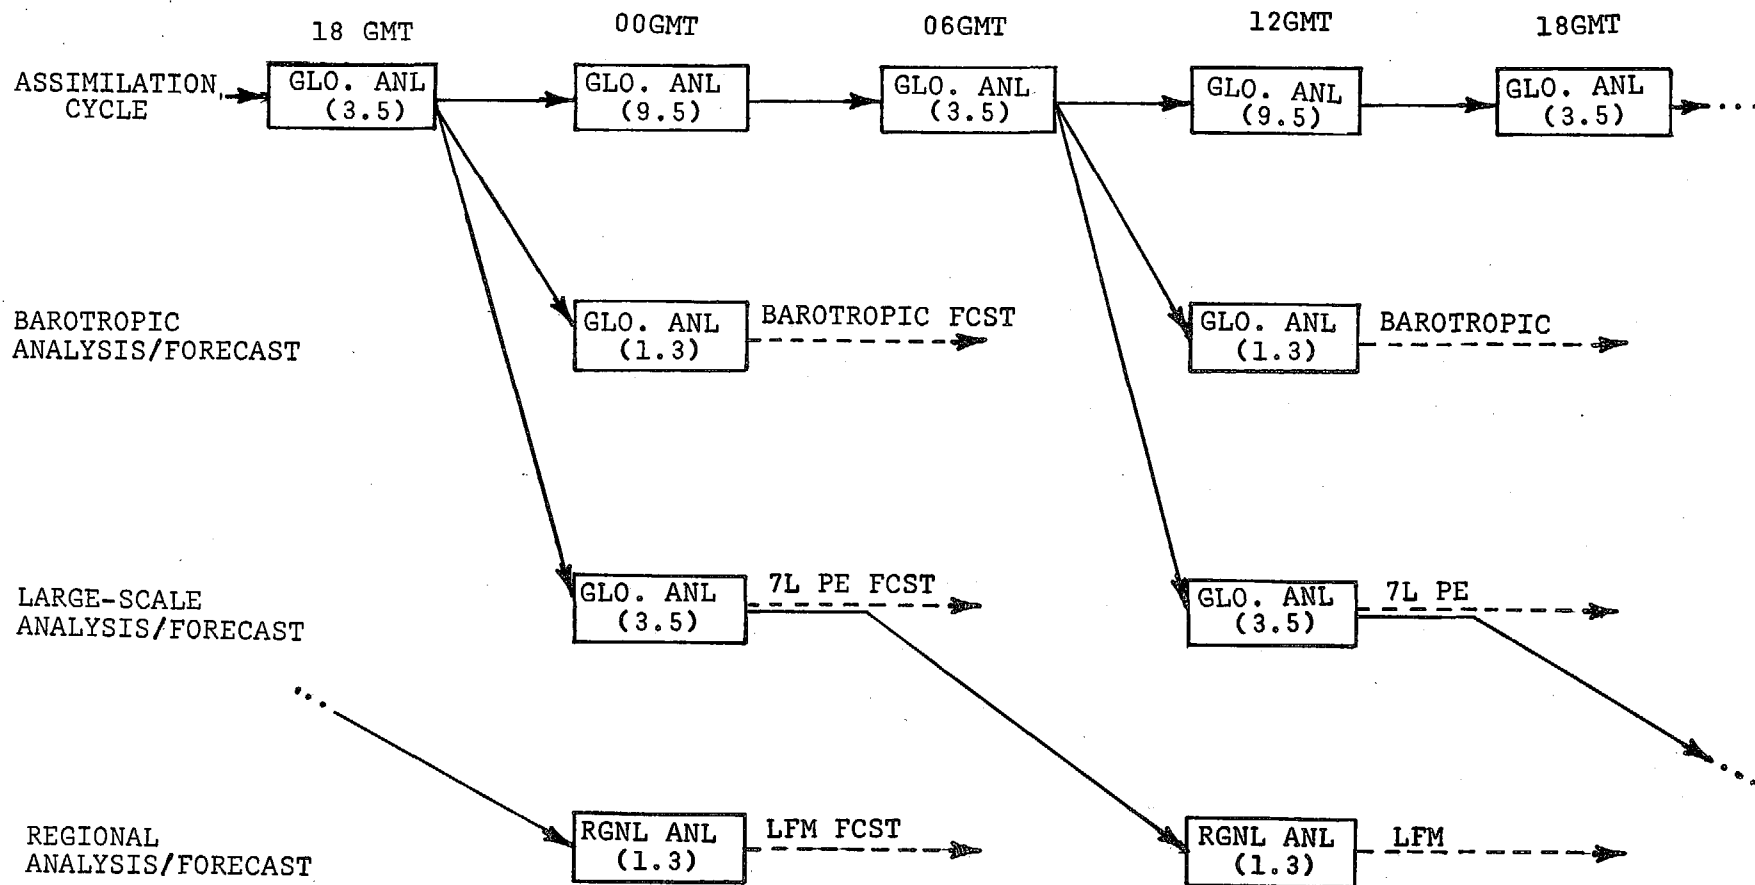 18 GMT
00GMT
06GMT
12GMT
18GMT
ASSIMILATION
CYCLE
GLO. ANL
(3.5)
GLO. ANL
(9.5)
GLO. ANL
(3.5)
GLO. ANL
(9.5)
GLO. ANL
(3.5)
BAROTROPIC
ANALYSIS/FORECAST
GLO. ANL
(1.3)
BAROTROPIC FCST
GLO. ANL
(1.3)
BAROTROPIC
LARGE-SCALE
ANALYSIS/FORECAST
GLO. ANL
(3.5)
7L PE FCST
GLO. ANL
(3.5)
7L PE
REGIONAL
ANALYSIS/FORECAST
RGNL ANL
(1.3)
LFM FCST
RGNL ANL
(1.3)
LFM